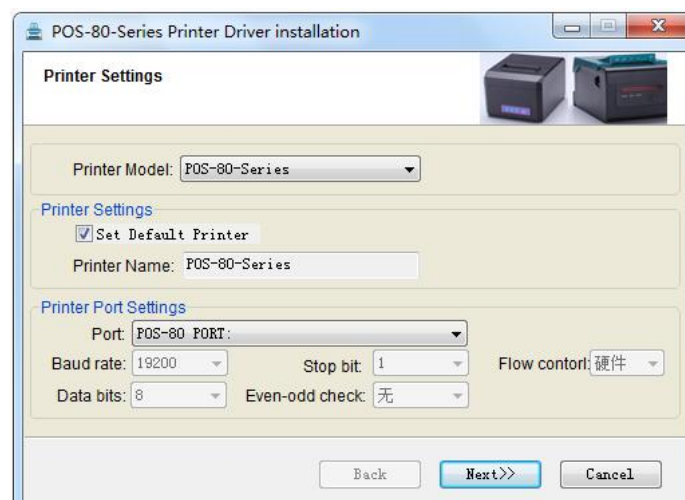 POS-80-Series Printer Driver installation
Printer Settings
Printer Model: POS-80-Series
Printer Settings
Set Default Printer
Printer Name: POS-80-Series
Printer Port Settings
Port: POS-80 PORT:
Baud rate: 19200 Stop bit: 1 Flow contorl: 硬件
Data bits: 8 Even-odd check: 无
Back Next>> Cancel